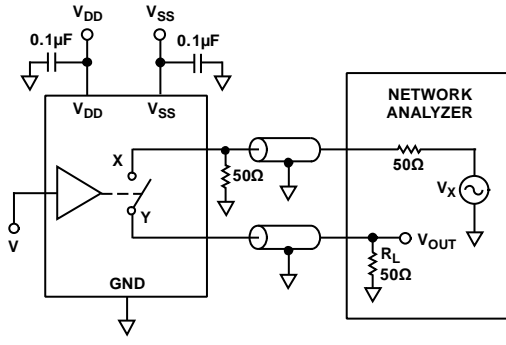 VDD
VSS
0.1µF
0.1µF
VDD
VSS
NETWORK
ANALYZER
X
50Ω
50Ω
VX
Y
V
VOUT
RL
50Ω
GND